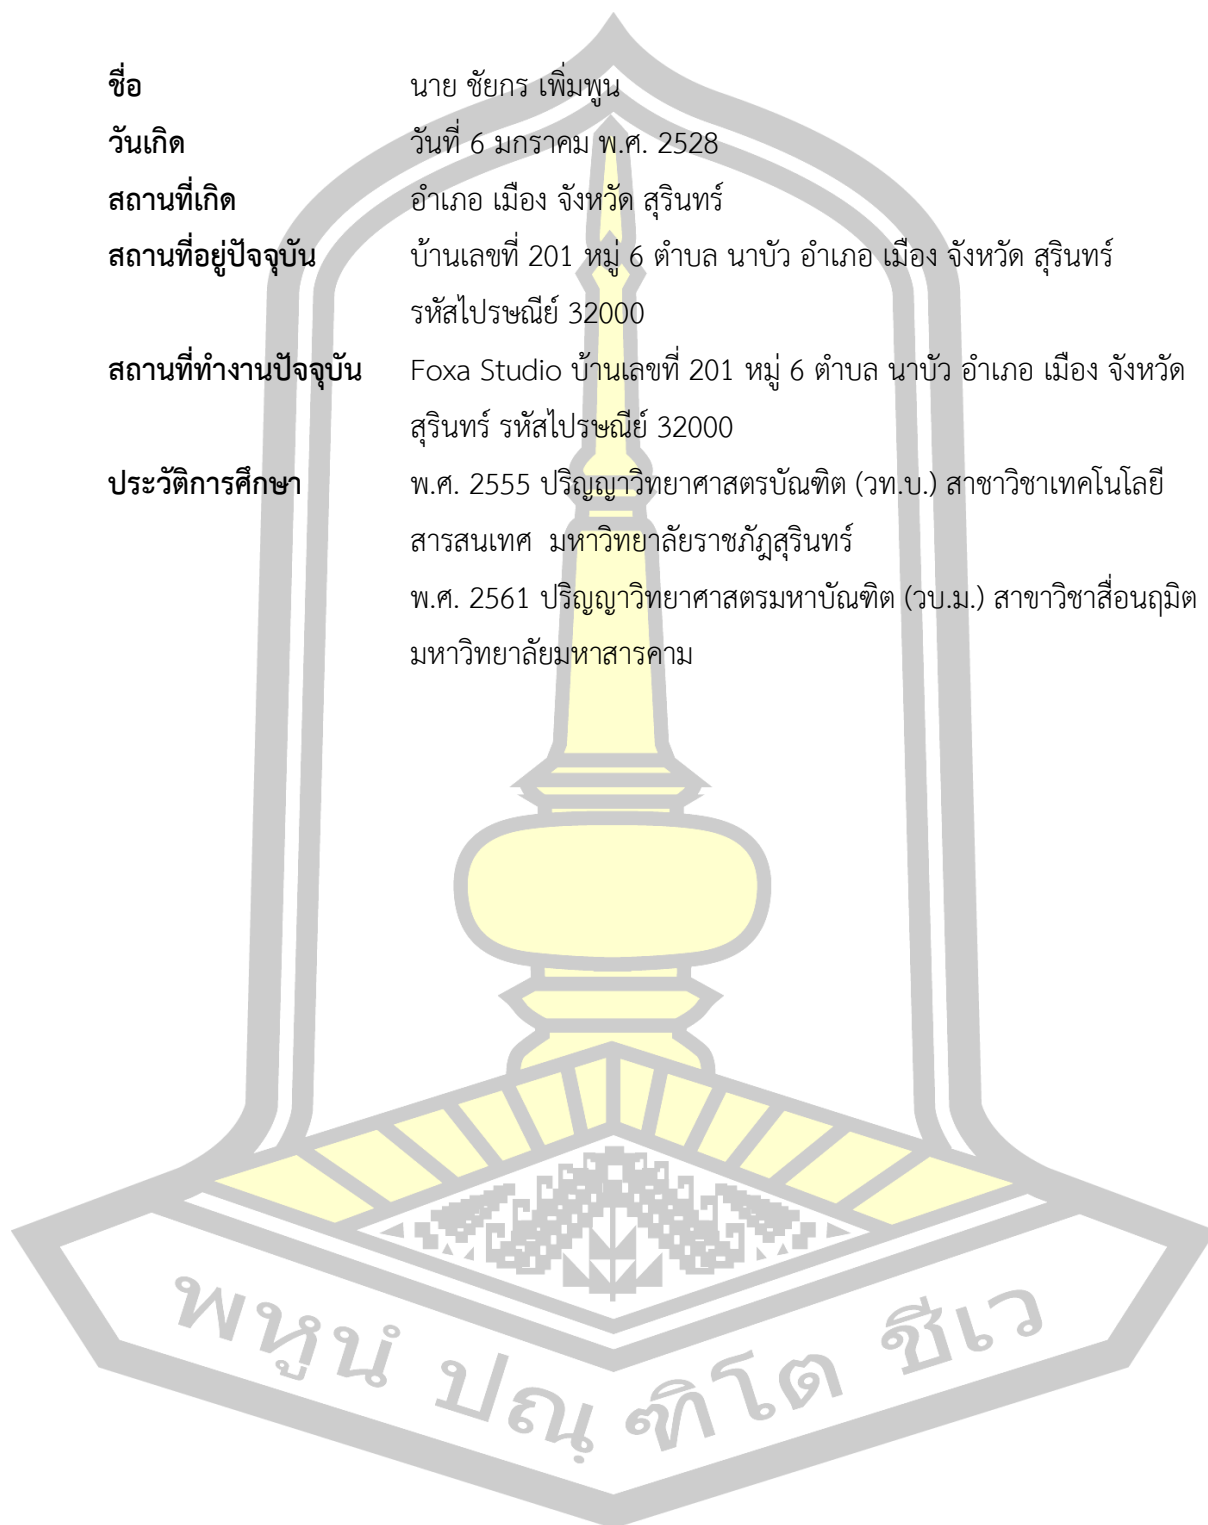 ชื่อ นาย ชัยกร เพิ่มพูน
วันเกิด วันที่ 6 มกราคม พ.ศ. 2528
สถานที่เกิด อำเภอ เมือง จังหวัด สุรินทร์
สถานที่อยู่ปัจจุบัน บ้านเลขที่ 201 หมู่ 6 ตำบล นาบัว อำเภอ เมือง จังหวัด สุรินทร์
รหัสไปรษณีย์ 32000
สถานที่ทำงานปัจจุบัน Foxa Studio บ้านเลขที่ 201 หมู่ 6 ตำบล นาบัว อำเภอ เมือง จังหวัด
สุรินทร์ รหัสไปรษณีย์ 32000
ประวัติการศึกษา พ.ศ. 2555 ปริญญาวิทยาศาสตรบัณฑิต (วท.บ.) สาชาวิชาเทคโนโลยี
สารสนเทศ มหาวิทยาลัยราชภัฎสุรินทร์
พ.ศ. 2561 ปริญญาวิทยาศาสตรมหาบัณฑิต (วบ.ม.) สาขาวิชาสื่อนฤมิต
มหาวิทยาลัยมหาสารคาม
พหูนํ ปณฺ ฑิโต ชีเว